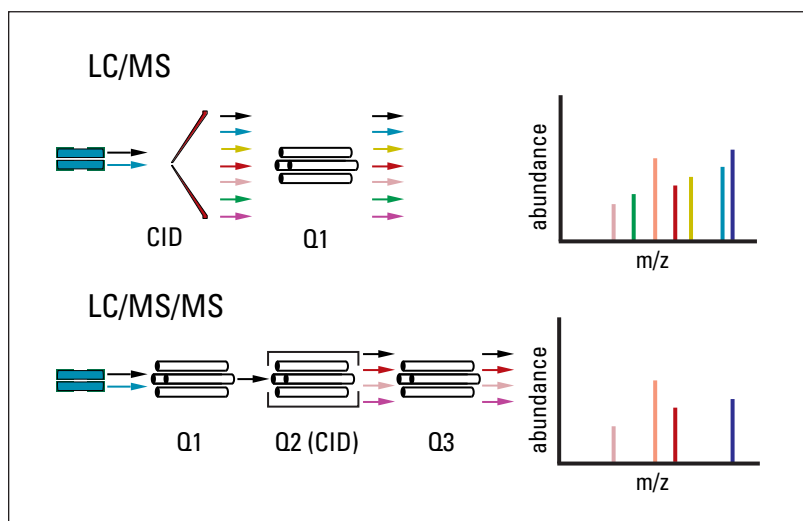 LC/MS
CID
Q1
abundance
m/z
LC/MS/MS
Q1
Q2 (CID)
Q3
abundance
m/z